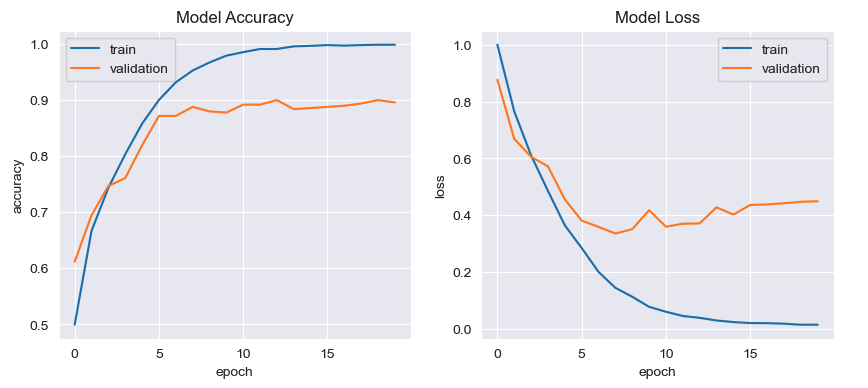 Model Accuracy
train
validation
1.0
0.9
0.8
0.7
0.6
0.5
accuracy
0
5
10
15
epoch
Model Loss
train
validation
1.0
0.8
0.6
0.4
0.2
0.0
loss
0
5
10
15
epoch